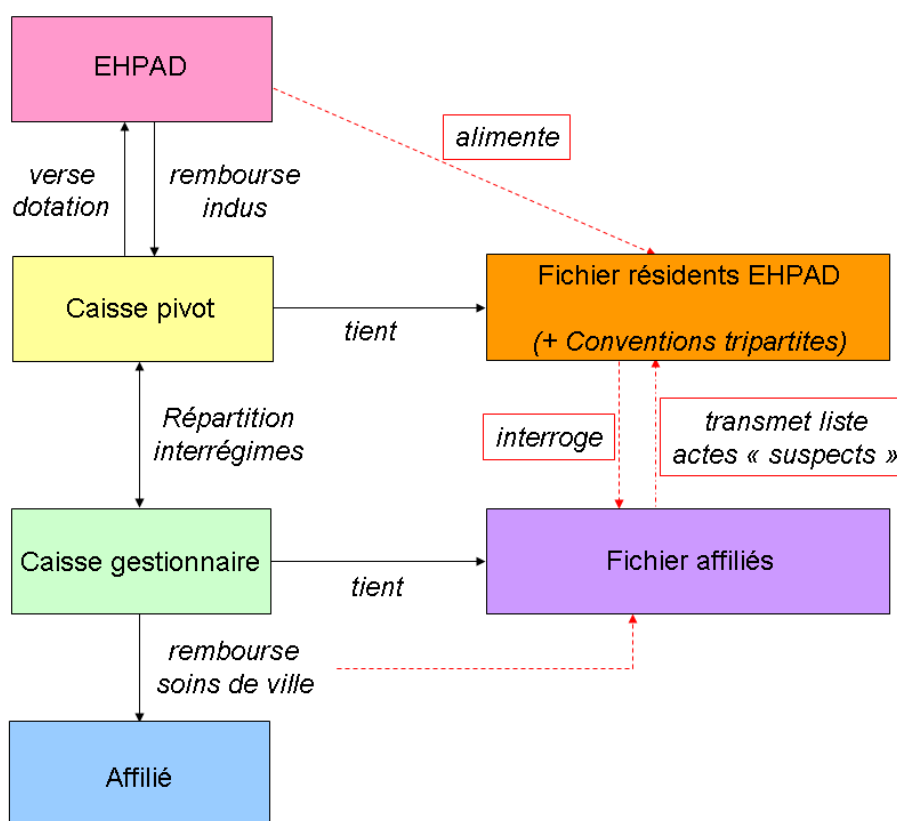 EHPAD
alimente
verse
dotation
rembourse
indus
Caisse pivot
tient
Fichier résidents EHPAD
(+ Conventions tripartites)
Répartition
interrégimes
interroge
transmet liste
actes « suspects »
Caisse gestionnaire
tient
Fichier affiliés
rembourse
soins de ville
Affilié